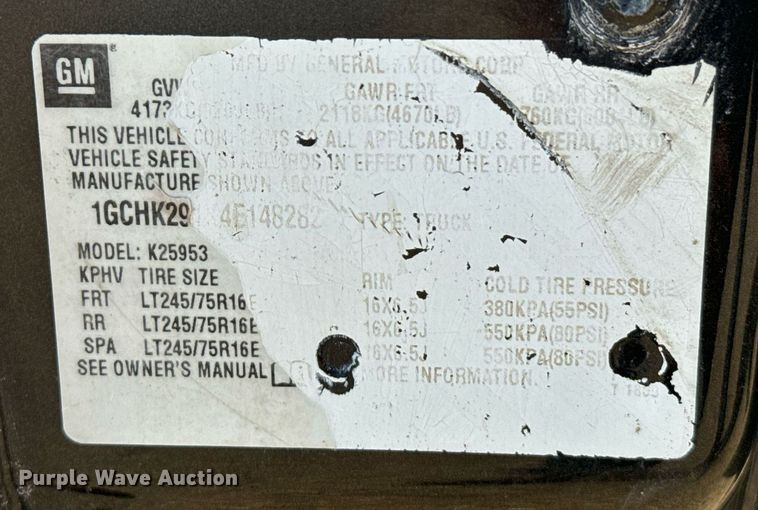 GM
MFD BY GENERAL MOTORS CORP
GAWR FRT GAWR RR
2118KG(4670LB)
THIS VEHICLE CONFORMS TO ALL APPLICABLE U.S. FEDERAL MOTOR
VEHICLE SAFETY STANDARDS IN EFFECT ON THE DATE OF
MANUFACTURE SHOWN ABOVE.
1GCHK29 4E148282 TYPE: TRUCK
MODEL: K25953
KPHV TIRE SIZE RIM COLD TIRE PRESSURE
FRT LT245/75R16E 16X6.5J 380KPA(55PSI)
RR LT245/75R16E 16X6.5J 550KPA(80PSI)
SPA LT245/75R16E 16X6.5J 550KPA(80PSI)
SEE OWNER'S MANUAL MORE INFORMATION.
Purple Wave Auction